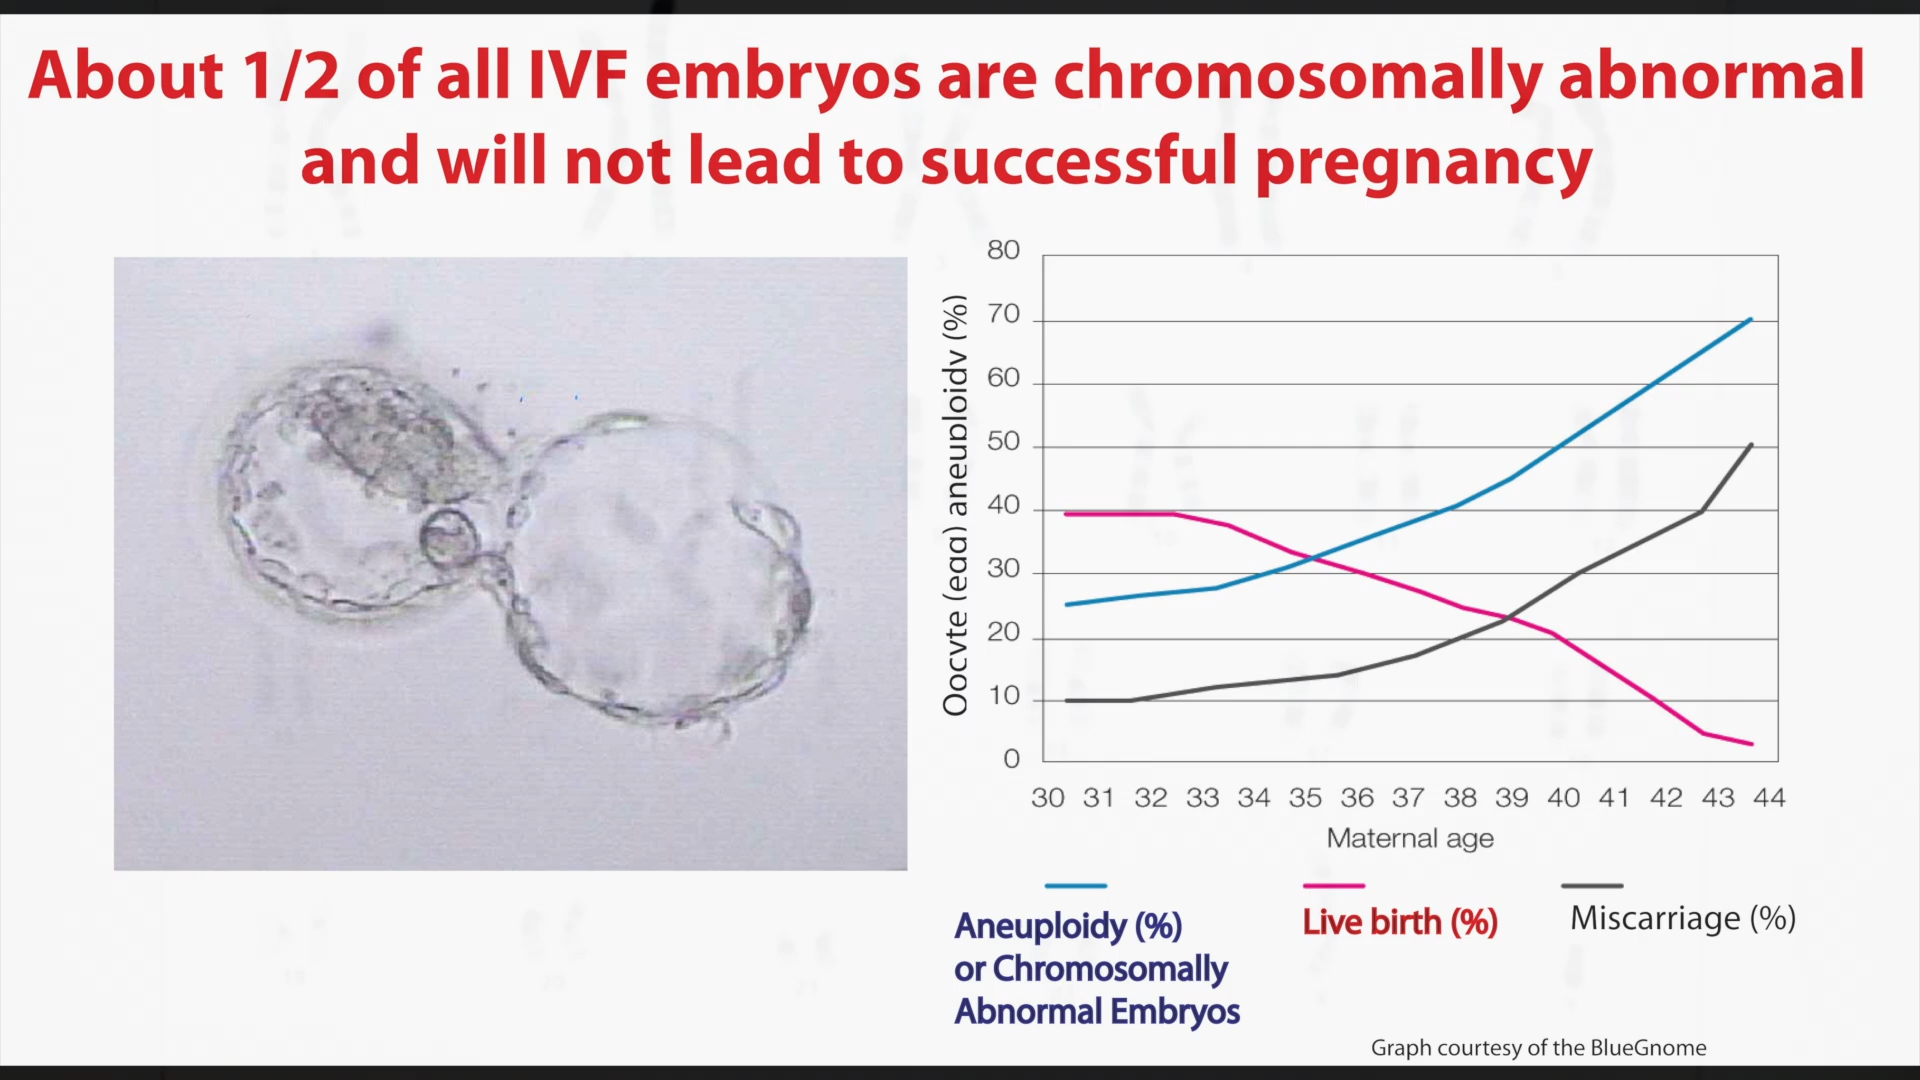 About 1/2 of all IVF embryos are chromosomally abnormal
and will not lead to successful pregnancy
Oocyte (egg) aneuploidy (%)
80
70
60
50
40
30
20
10
0
30 31 32 33 34 35 36 37 38 39 40 41 42 43 44
Maternal age
Aneuploidy (%)
or Chromosomally
Abnormal Embryos
Live birth (%)
Miscarriage (%)
Graph courtesy of the BlueGnome